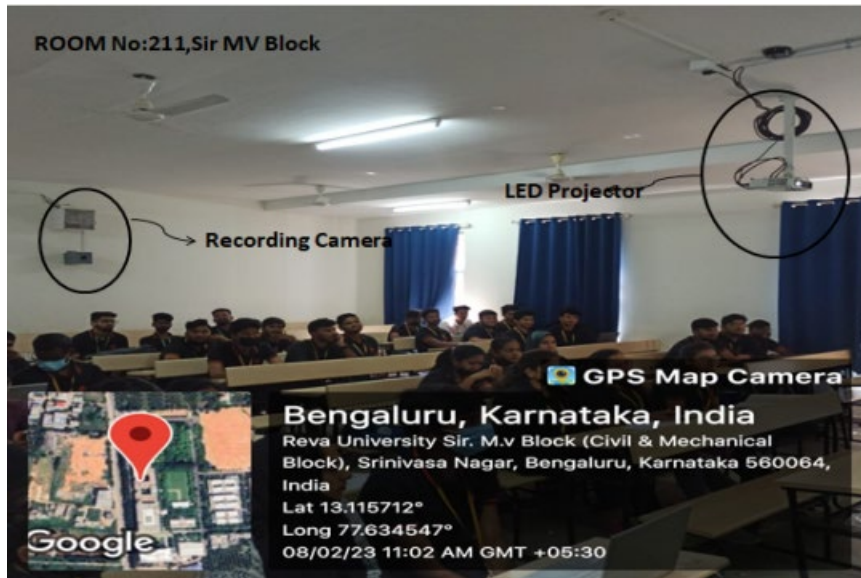 ROOM No:211,Sir MV Block
LED Projector
Recording Camera
GPS Map Camera
Bengaluru, Karnataka, India
Reva University Sir. M.v Block (Civil & Mechanical
Block), Srinivasa Nagar, Bengaluru, Karnataka 560064,
India
Lat 13.115712°
Long 77.634547°
08/02/23 11:02 AM GMT +05:30
Google